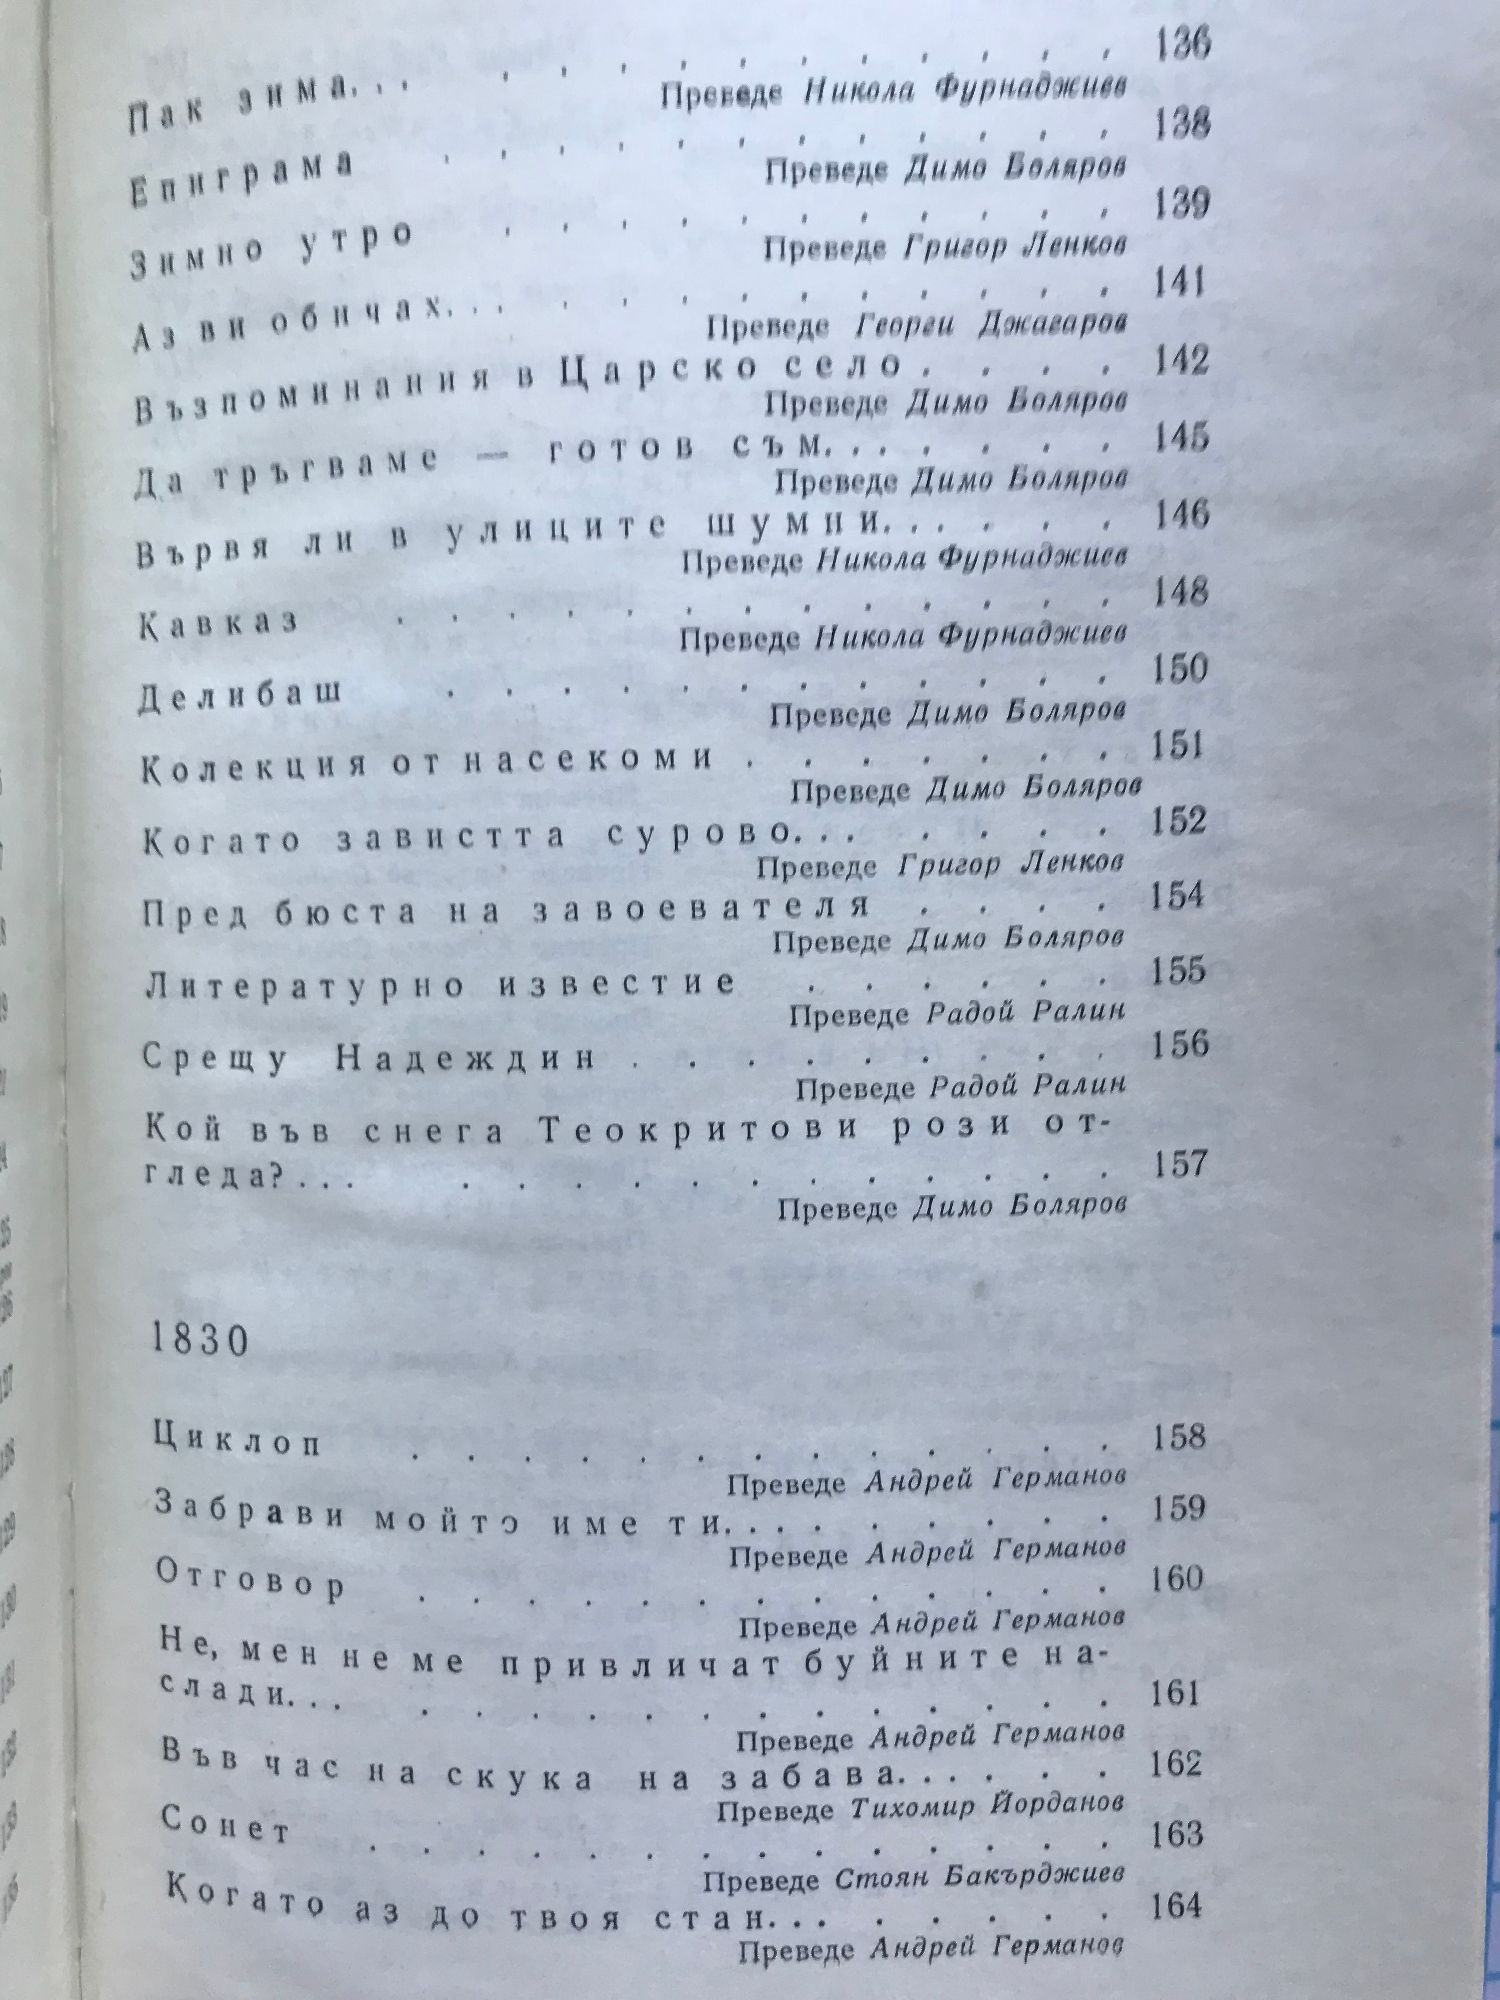 Пак зима. . . . . . . . . . . . . . 136
Преведе Никола Фурнаджиев
Епиграма . . . . . . . . . . . . 138
Преведе Димо Боляров
Зимно утро . . . . . . . . . . . 139
Преведе Григор Ленков
Аз ви обичах. . . . . . . . . . . . . 141
Преведе Георги Джагаров
Възпоминания в Царско село . . . . 142
Преведе Димо Боляров
Да тръгваме — готов съм. . . . . . . 145
Преведе Димо Боляров
Вървя ли в улиците шумни. . . . . . 146
Преведе Никола Фурнаджиев
Кавказ . . . . . . . . . . . . . 148
Преведе Никола Фурнаджиев
Делибаш . . . . . . . . . . . . 150
Преведе Димо Боляров
Колекция от насекоми . . . . . . . 151
Преведе Димо Боляров
Когато завистта сурово. . . . . . . 152
Преведе Григор Ленков
Пред бюста на завоевателя . . . . 154
Преведе Димо Боляров
Литературно известие . . . . . . 155
Преведе Радой Ралин
Срещу Надеждин . . . . . . . . . 156
Преведе Радой Ралин
Кой във снега Теокритови рози от-
гледа? . . . . . . . . . . . . . . . 157
Преведе Димо Боляров
1830
Циклоп . . . . . . . . . . . . . 158
Преведе Андрей Германов
Забрави мойто име ти. . . . . . . . . 159
Преведе Андрей Германов
Отговор . . . . . . . . . . . . . 160
Преведе Андрей Германов
Не, мен не ме привличат буйните на-
слади. . . . . . . . . . . . . . . . 161
Преведе Андрей Германов
Във час на скука на забава. . . . . . 162
Преведе Тихомир Йорданов
Сонет . . . . . . . . . . . . . . 163
Преведе Стоян Бакърджиев
Когато аз до твоя стан. . . . . . . . 164
Преведе Андрей Германов